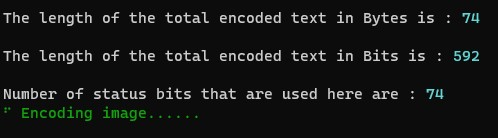 The length of the total encoded text in Bytes is : 74
The length of the total encoded text in Bits is : 592
Number of status bits that are used here are : 74
⠋ Encoding image......